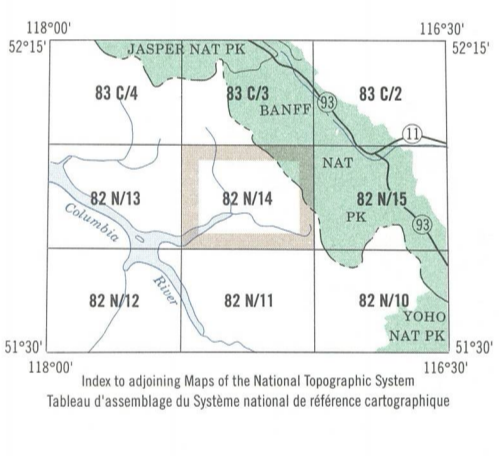 118°00' 116°30'
52°15' JASPER NAT PK 52°15'
83 C/4 83 C/3 83 C/2
BANFF 93
11
NAT
82 N/13 82 N/14 82 N/15
Columbia PK
93
River
82 N/12 82 N/11 82 N/10
YOHO
NAT PK
51°30' 51°30'
118°00' 116°30'
Index to adjoining Maps of the National Topographic System
Tableau d'assemblage du Système national de référence cartographique